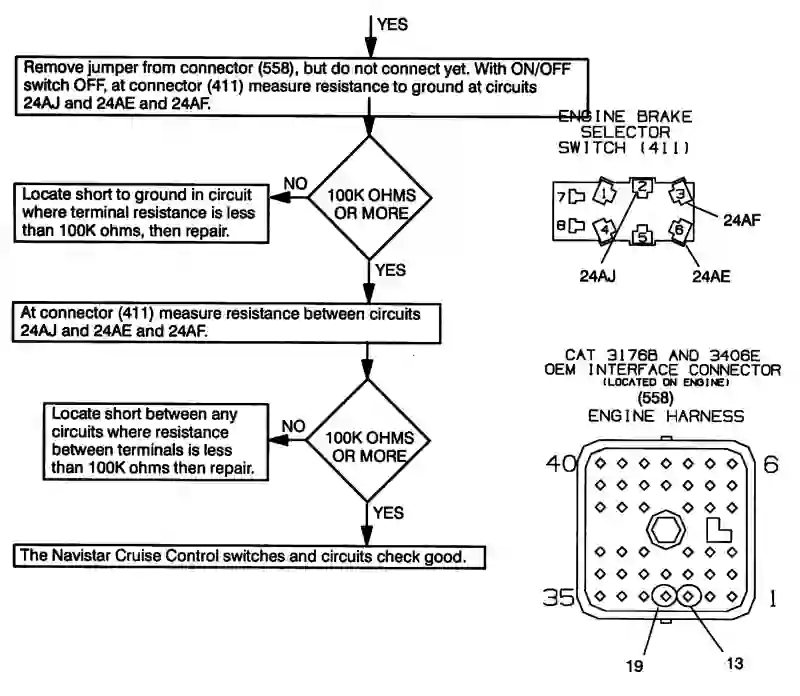 YES
Remove jumper from connector (558), but do not connect yet. With ON/OFF
switch OFF, at connector (411) measure resistance to ground at circuits
24AJ and 24AE and 24AF.
100K OHMS
OR MORE
NO
Locate short to ground in circuit
where terminal resistance is less
than 100K ohms, then repair.
YES
At connector (411) measure resistance between circuits
24AJ and 24AE and 24AF.
100K OHMS
OR MORE
NO
Locate short between any
circuits where resistance
between terminals is less
than 100K ohms then repair.
YES
The Navistar Cruise Control switches and circuits check good.
ENGINE BRAKE
SELECTOR
SWITCH (411)
7 1 2 3
8 4 5 6
24AF
24AJ 24AE
CAT 3176B AND 3406E
OEM INTERFACE CONNECTOR
(LOCATED ON ENGINE)
(558)
ENGINE HARNESS
40 6
35 1
19 13